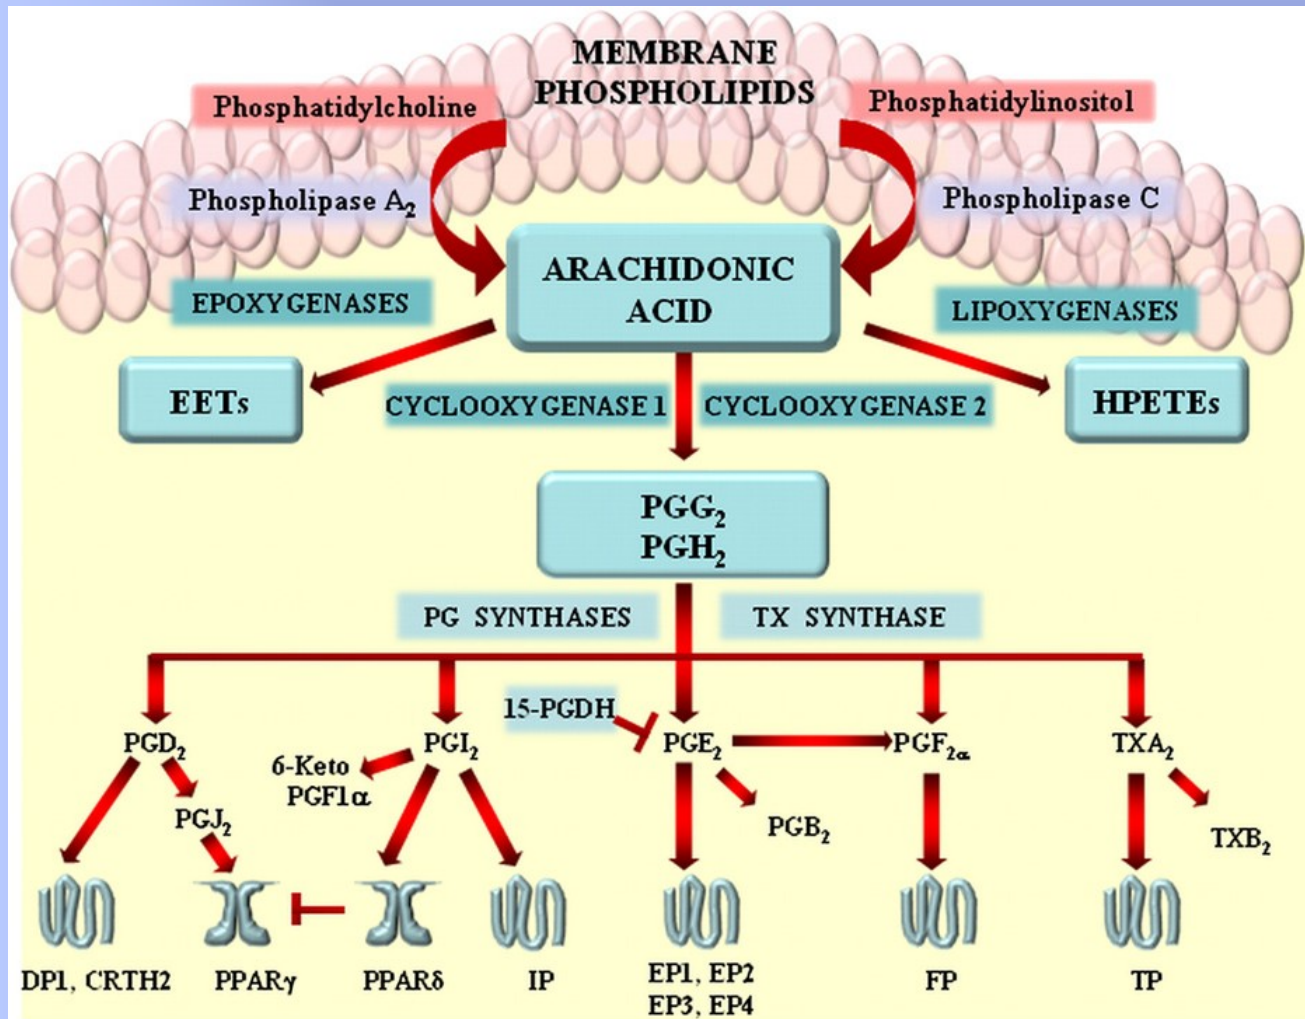 MEMBRANE
PHOSPHOLIPIDS
Phosphatidylcholine
Phosphatidylinositol
Phospholipase A₂
Phospholipase C
ARACHIDONIC
ACID
EPOXYGENASES
LIPOXYGENASES
EETs
CYCLOOXYGENASE 1
CYCLOOXYGENASE 2
HPETEs
PGG₂
PGH₂
PG SYNTHASES
TX SYNTHASE
15-PGDH
PGD₂
PGI₂
PGE₂
PGF₂α
TXA₂
6-Keto
PGF1α
PGJ₂
PGB₂
TXB₂
DP1, CRTH2
PPARγ
PPARδ
IP
EP1, EP2
EP3, EP4
FP
TP